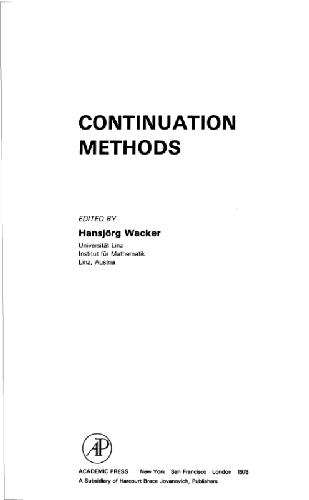 CONTINUATION
METHODS
EDITED BY
Hansjörg Wacker
Universität Linz
Institut für Mathematik
Linz, Austria
AP
ACADEMIC PRESS New York San Francisco London 1978
A Subsidiary of Harcourt Brace Jovanovich, Publishers